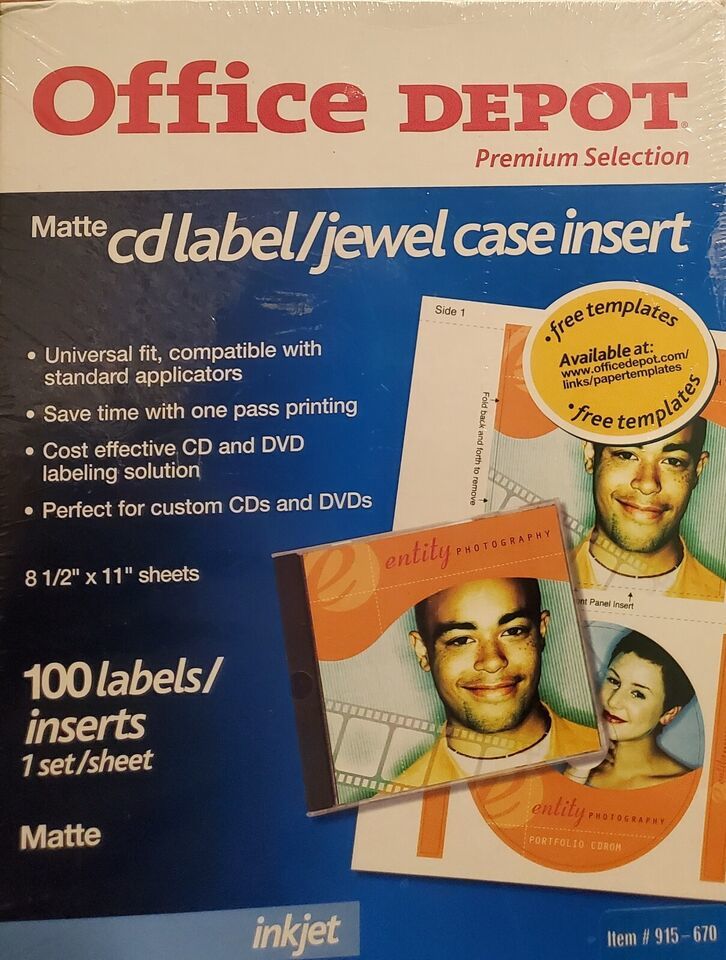 Office DEPOT®
Premium Selection
Matte cd label/jewel case insert
• Universal fit, compatible with
standard applicators
• Save time with one pass printing
• Cost effective CD and DVD
labeling solution
• Perfect for custom CDs and DVDs
8 1/2" x 11" sheets
100 labels/
inserts
1 set/sheet
Matte
inkjet
Side 1
• free templates
Available at:
www.officedepot.com/
links/papertemplates
• free templates
Fold back and forth to remove
e
entity PHOTOGRAPHY
nt Panel Insert
e
entity PHOTOGRAPHY
PORTFOLIO CDROM
Item # 915-670